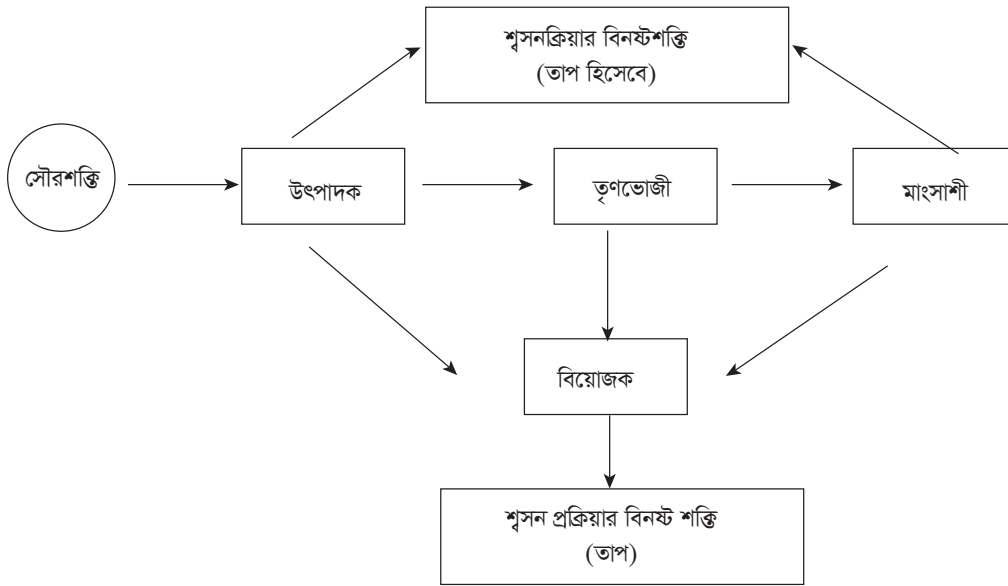 শ্বসনক্রিয়ার বিনষ্টশক্তি
(তাপ হিসেবে)
সৌরশক্তি
উৎপাদক
তৃণভোজী
মাংসাশী
বিয়োজক
শ্বসন প্রক্রিয়ার বিনষ্ট শক্তি
(তাপ)